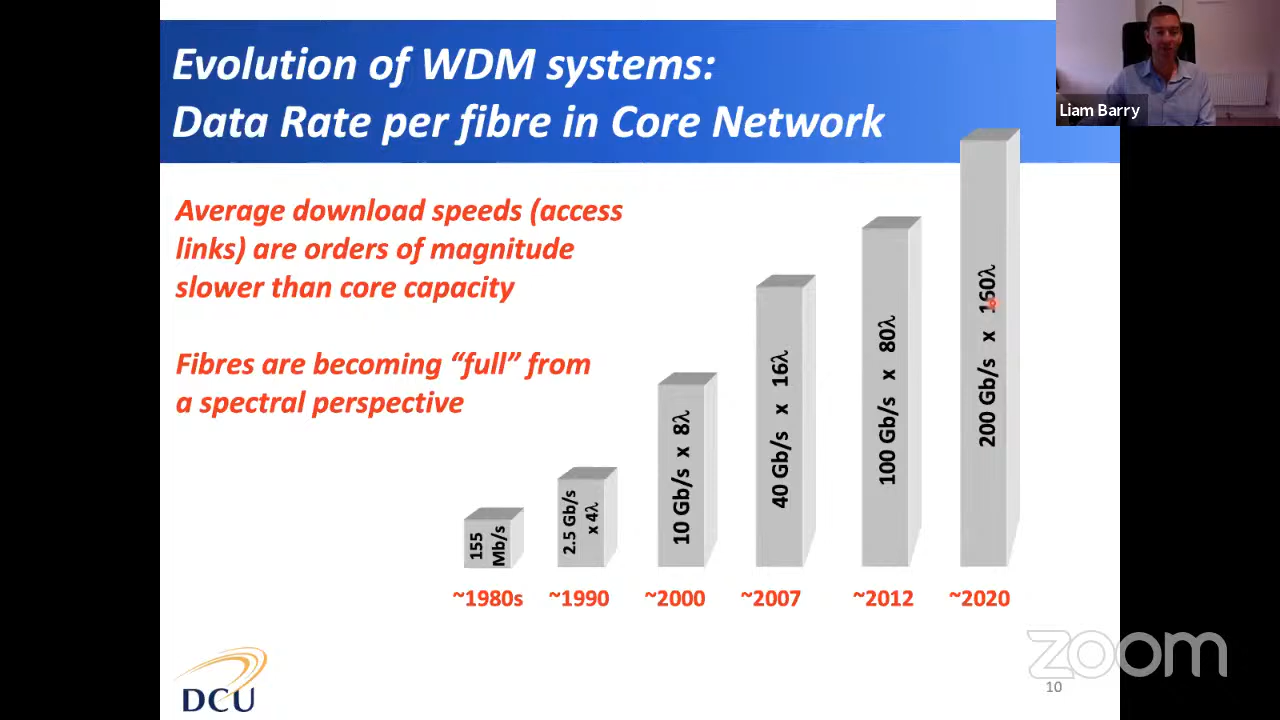 Evolution of WDM systems:
Data Rate per fibre in Core Network
Liam Barry
Average download speeds (access
links) are orders of magnitude
slower than core capacity
Fibres are becoming “full” from
a spectral perspective
155
Mb/s
2.5 Gb/s
x 4λ
10 Gb/s x 8λ
40 Gb/s x 16λ
100 Gb/s x 80λ
200 Gb/s x 160λ
~1980s
~1990
~2000
~2007
~2012
~2020
DCU
zoom
10